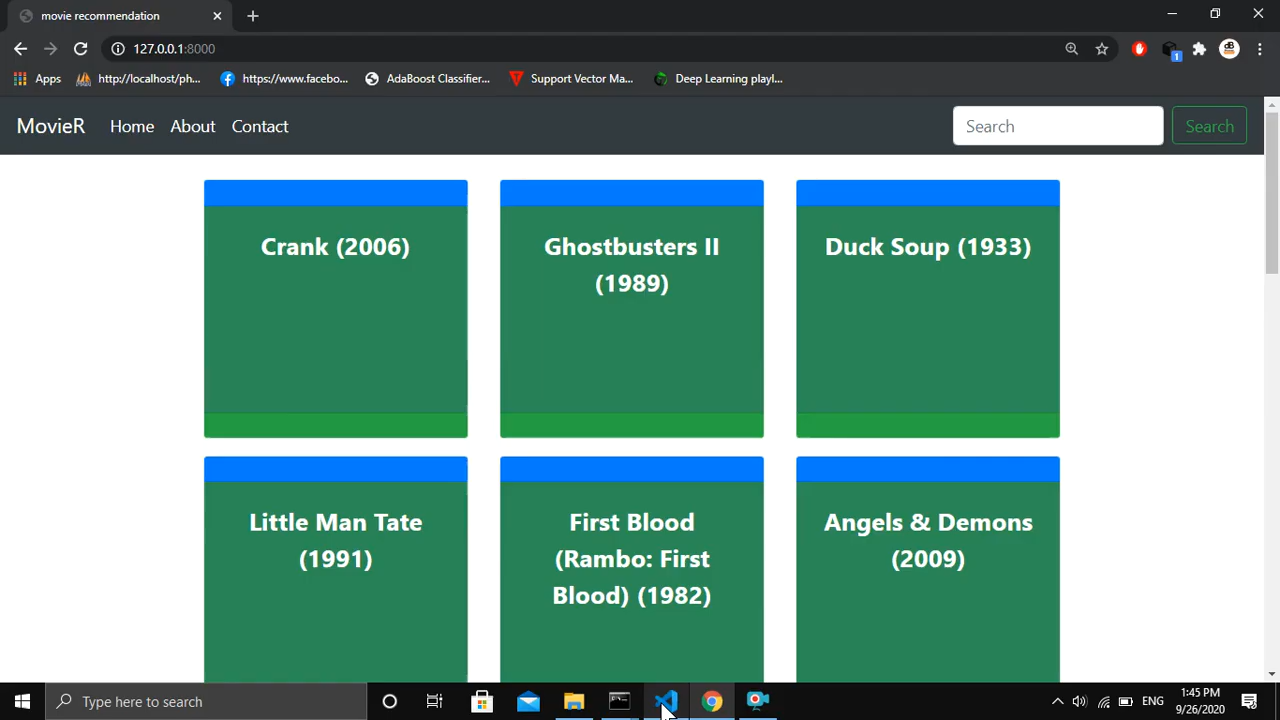 movie recommendation
127.0.0.1:8000
1
Apps
http://localhost/ph...
https://www.facebo...
AdaBoost Classifier...
Support Vector Ma...
Deep Learning playl...
MovieR
Home
About
Contact
Search
Search
Crank (2006)
Ghostbusters II
(1989)
Duck Soup (1933)
Little Man Tate
(1991)
First Blood
(Rambo: First
Blood) (1982)
Angels & Demons
(2009)
Type here to search
ENG
1:45 PM
9/26/2020